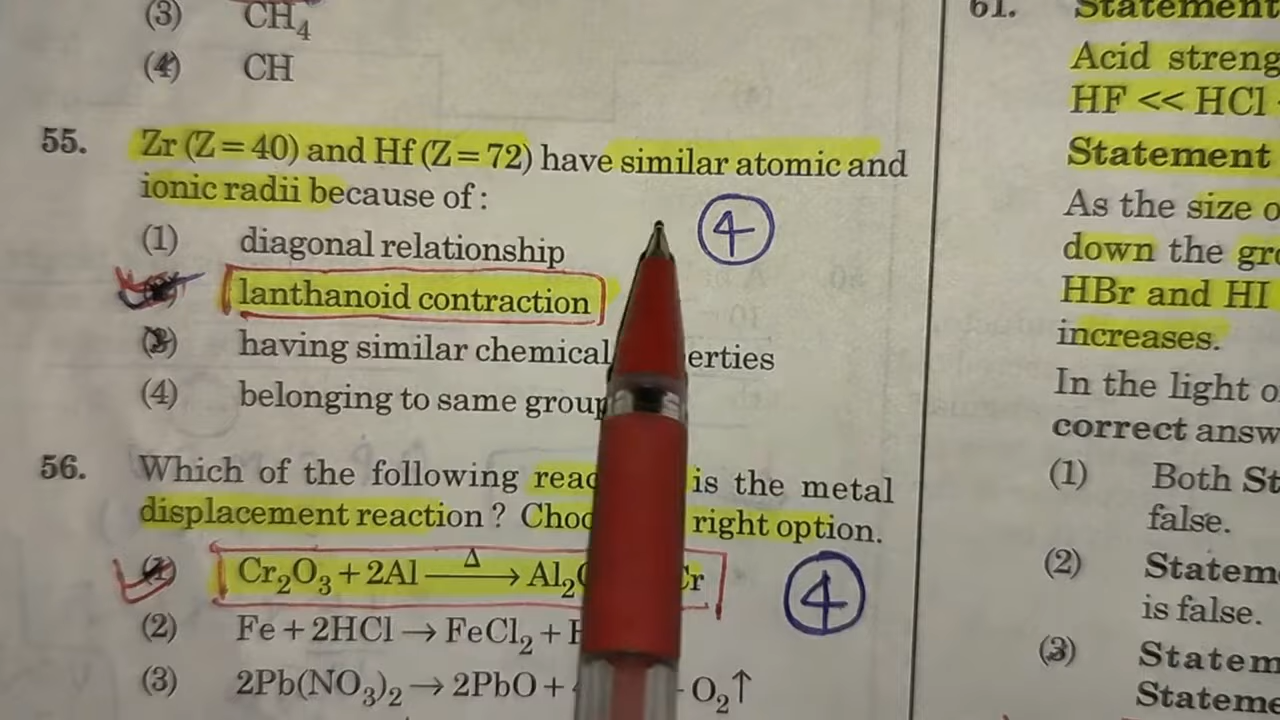 (3) CH₄
(4) CH
55. Zr (Z = 40) and Hf (Z = 72) have similar atomic and
ionic radii because of :
(1) diagonal relationship
④
lanthanoid contraction
having similar chemical erties
(4) belonging to same group
56. Which of the following reac is the metal
displacement reaction ? Choo right option.
Cr₂O₃ + 2Al —Δ→ Al₂ Cr
④
(2) Fe + 2HCl → FeCl₂ +
(3) 2Pb(NO₃)₂ → 2PbO + O₂↑
61. Statement
Acid streng
HF << HCl
Statement
As the size o
down the gro
HBr and HI
increases.
In the light o
correct answ
(1) Both St
false.
(2) Statem
is false.
(3) Statem
Stateme